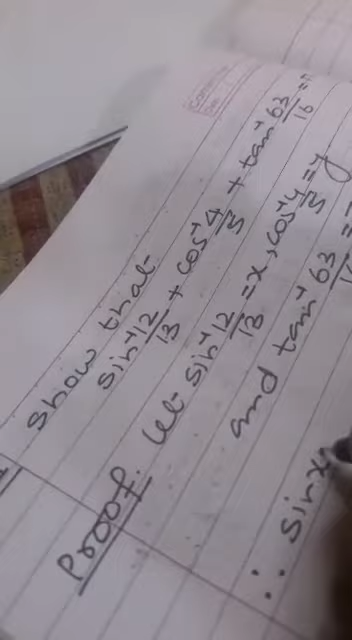 Show that
sin⁻¹ 12/13 + cos⁻¹ 4/5 + tan⁻¹ 63/16 =
Proof. Let sin⁻¹ 12/13 = x, cos⁻¹ 4/5 = y
and tan⁻¹ 63/16 =
∴ sinx